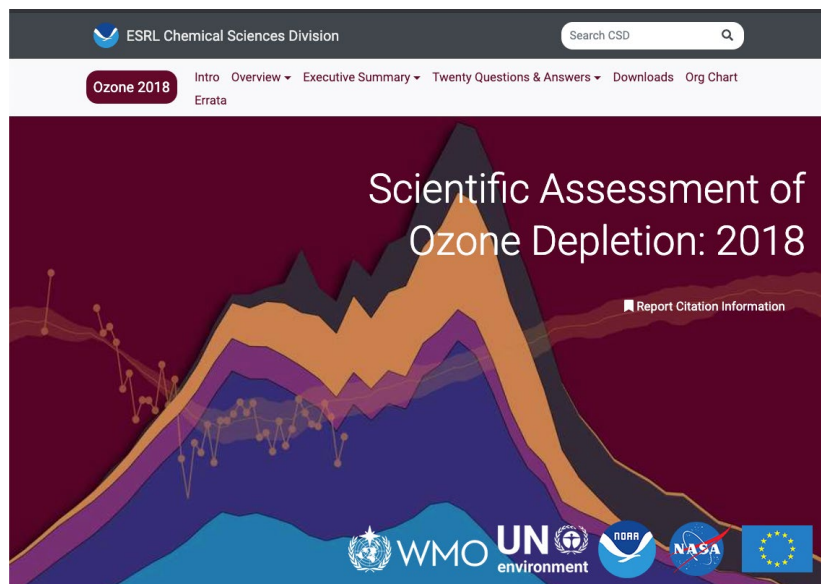 ESRL Chemical Sciences Division
Search CSD
Ozone 2018
Intro Overview Executive Summary Twenty Questions & Answers Downloads Org Chart
Errata
Scientific Assessment of
Ozone Depletion: 2018
Report Citation Information
WMO
UN
environment
NOAA
NASA